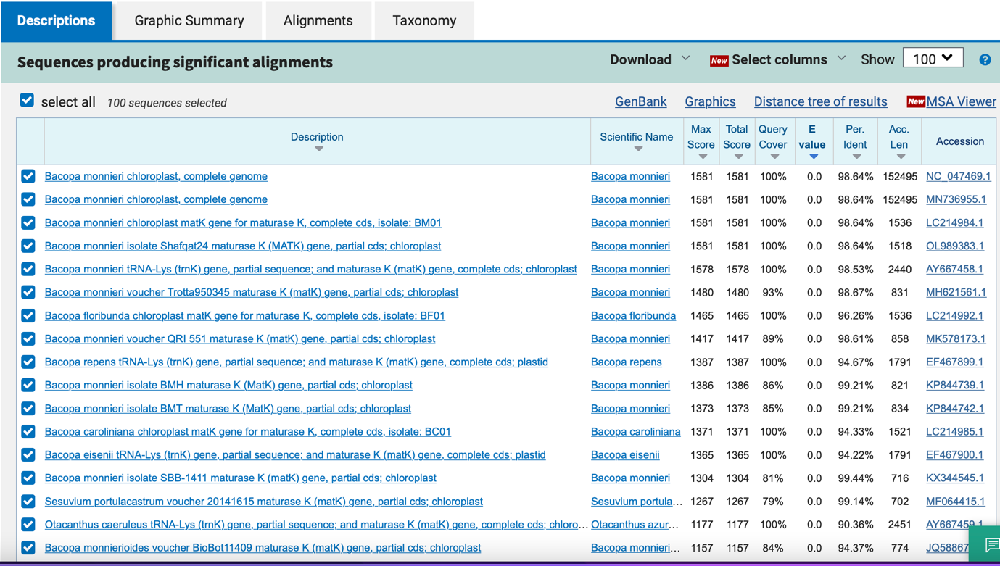 Descriptions Graphic Summary Alignments Taxonomy
Sequences producing significant alignments Download New Select columns Show 100 ?
select all 100 sequences selected GenBank Graphics Distance tree of results New MSA Viewer
Description Scientific Name Max Score Total Score Query Cover E value Per. Ident Acc. Len Accession
Bacopa monnieri chloroplast, complete genome Bacopa monnieri 1581 1581 100% 0.0 98.64% 152495 NC_047469.1
Bacopa monnieri chloroplast, complete genome Bacopa monnieri 1581 1581 100% 0.0 98.64% 152495 MN736955.1
Bacopa monnieri chloroplast matK gene for maturase K, complete cds, isolate: BM01 Bacopa monnieri 1581 1581 100% 0.0 98.64% 1536 LC214984.1
Bacopa monnieri isolate Shafqat24 maturase K (MATK) gene, partial cds; chloroplast Bacopa monnieri 1581 1581 100% 0.0 98.64% 1518 OL989383.1
Bacopa monnieri tRNA-Lys (trnK) gene, partial sequence; and maturase K (matK) gene, complete cds; chloroplast Bacopa monnieri 1578 1578 100% 0.0 98.53% 2440 AY667458.1
Bacopa monnieri voucher Trotta950345 maturase K (matK) gene, partial cds; chloroplast Bacopa monnieri 1480 1480 93% 0.0 98.67% 831 MH621561.1
Bacopa floribunda chloroplast matK gene for maturase K, complete cds, isolate: BF01 Bacopa floribunda 1465 1465 100% 0.0 96.26% 1536 LC214992.1
Bacopa monnieri voucher QRI 551 maturase K (matK) gene, partial cds; chloroplast Bacopa monnieri 1417 1417 89% 0.0 98.61% 858 MK578173.1
Bacopa repens tRNA-Lys (trnK) gene, partial sequence; and maturase K (matK) gene, complete cds; plastid Bacopa repens 1387 1387 100% 0.0 94.67% 1791 EF467899.1
Bacopa monnieri isolate BMH maturase K (MatK) gene, partial cds; chloroplast Bacopa monnieri 1386 1386 86% 0.0 99.21% 821 KP844739.1
Bacopa monnieri isolate BMT maturase K (MatK) gene, partial cds; chloroplast Bacopa monnieri 1373 1373 85% 0.0 99.21% 834 KP844742.1
Bacopa caroliniana chloroplast matK gene for maturase K, complete cds, isolate: BC01 Bacopa caroliniana 1371 1371 100% 0.0 94.33% 1521 LC214985.1
Bacopa eisenii tRNA-Lys (trnK) gene, partial sequence; and maturase K (matK) gene, complete cds; plastid Bacopa eisenii 1365 1365 100% 0.0 94.22% 1791 EF467900.1
Bacopa monnieri isolate SBB-1411 maturase K (matK) gene, partial cds; chloroplast Bacopa monnieri 1304 1304 81% 0.0 99.44% 716 KX344545.1
Sesuvium portulacastrum voucher 20141615 maturase K (matK) gene, partial cds; chloroplast Sesuvium portula... 1267 1267 79% 0.0 99.14% 702 MF064415.1
Otacanthus caeruleus tRNA-Lys (trnK) gene, partial sequence; and maturase K (matK) gene, complete cds; chloro... Otacanthus azur... 1177 1177 100% 0.0 90.36% 2451 AY667459.1
Bacopa monnierioides voucher BioBot11409 maturase K (matK) gene, partial cds; chloroplast Bacopa monnieri... 1157 1157 84% 0.0 94.37% 774 JQ58867